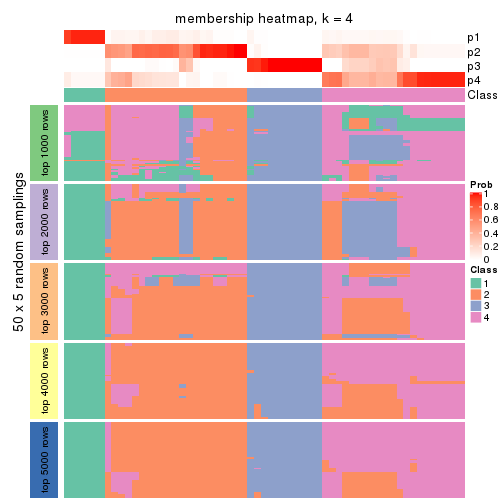 membership heatmap, k = 4
p1
p2
p3
p4
Class
50 x 5 random samplings
top 1000 rows
top 2000 rows
top 3000 rows
top 4000 rows
top 5000 rows
Prob
1
0.8
0.6
0.4
0.2
0
Class
1
2
3
4